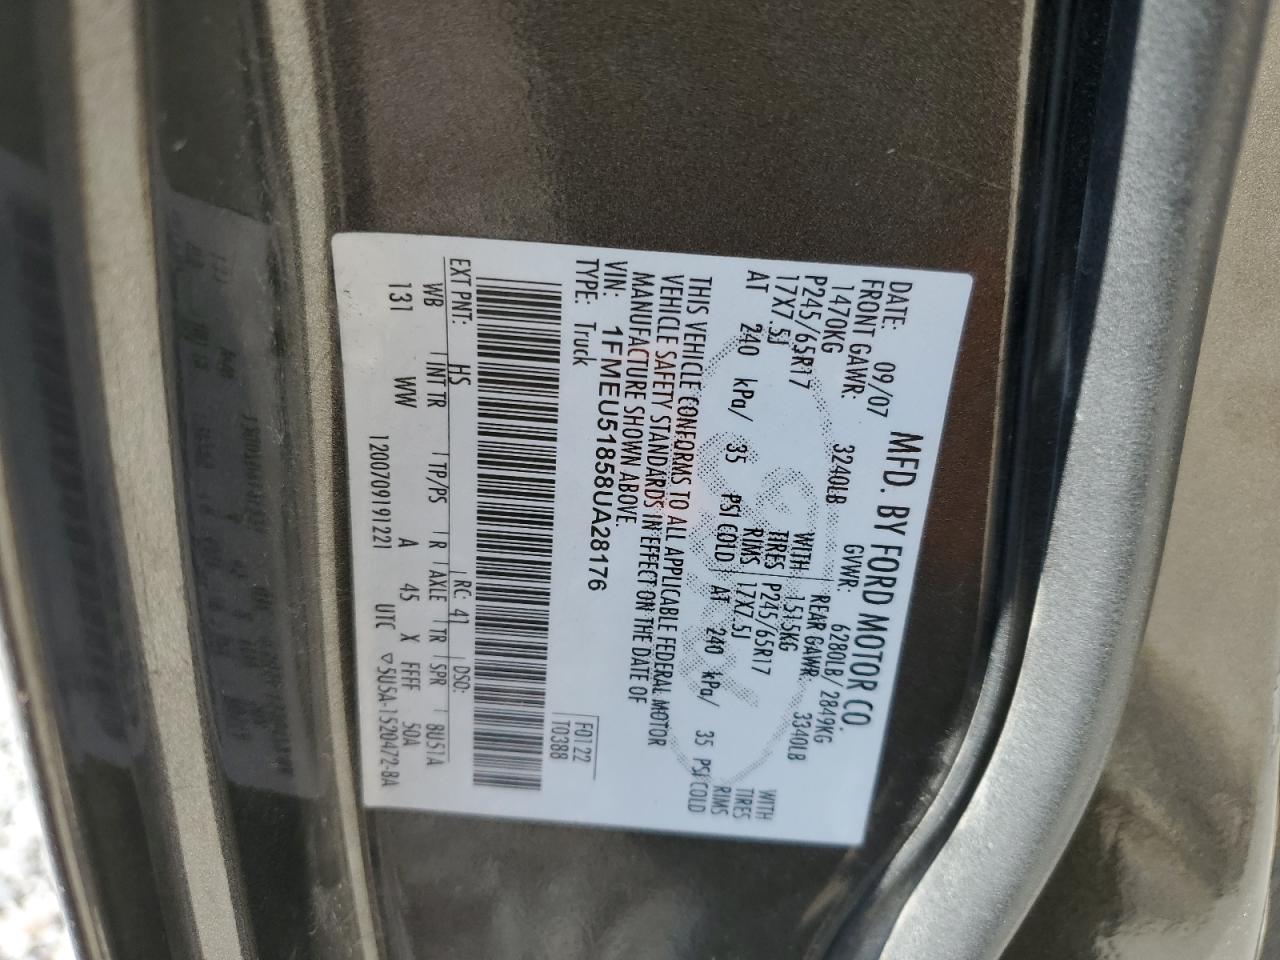 MFD. BY FORD MOTOR CO.
DATE: 09/07 GVWR: 6280LB/ 2849KG
FRONT GAWR: REAR GAWR:
1470KG 3240LB 1515KG 3340LB
P245/65R17 WITH TIRES P245/65R17 WITH TIRES
17X7.5J RIMS 17X7.5J RIMS
AT 240 kPa/ 35 PSI COLD AT 240 kPa/ 35 PSI COLD
THIS VEHICLE CONFORMS TO ALL APPLICABLE FEDERAL MOTOR
VEHICLE SAFETY STANDARDS IN EFFECT ON THE DATE OF
MANUFACTURE SHOWN ABOVE.
VIN: 1FMEU51858UA28176
TYPE: Truck
F0122
T0388
EXT PNT: HS RC: 41 DSO:
WB INT TR TP/PS R AXLE TR SPR 8U51A
131 WW A 45 X FFFF 50A
1200709191221 UTC ▽5U5A-1520472-BA